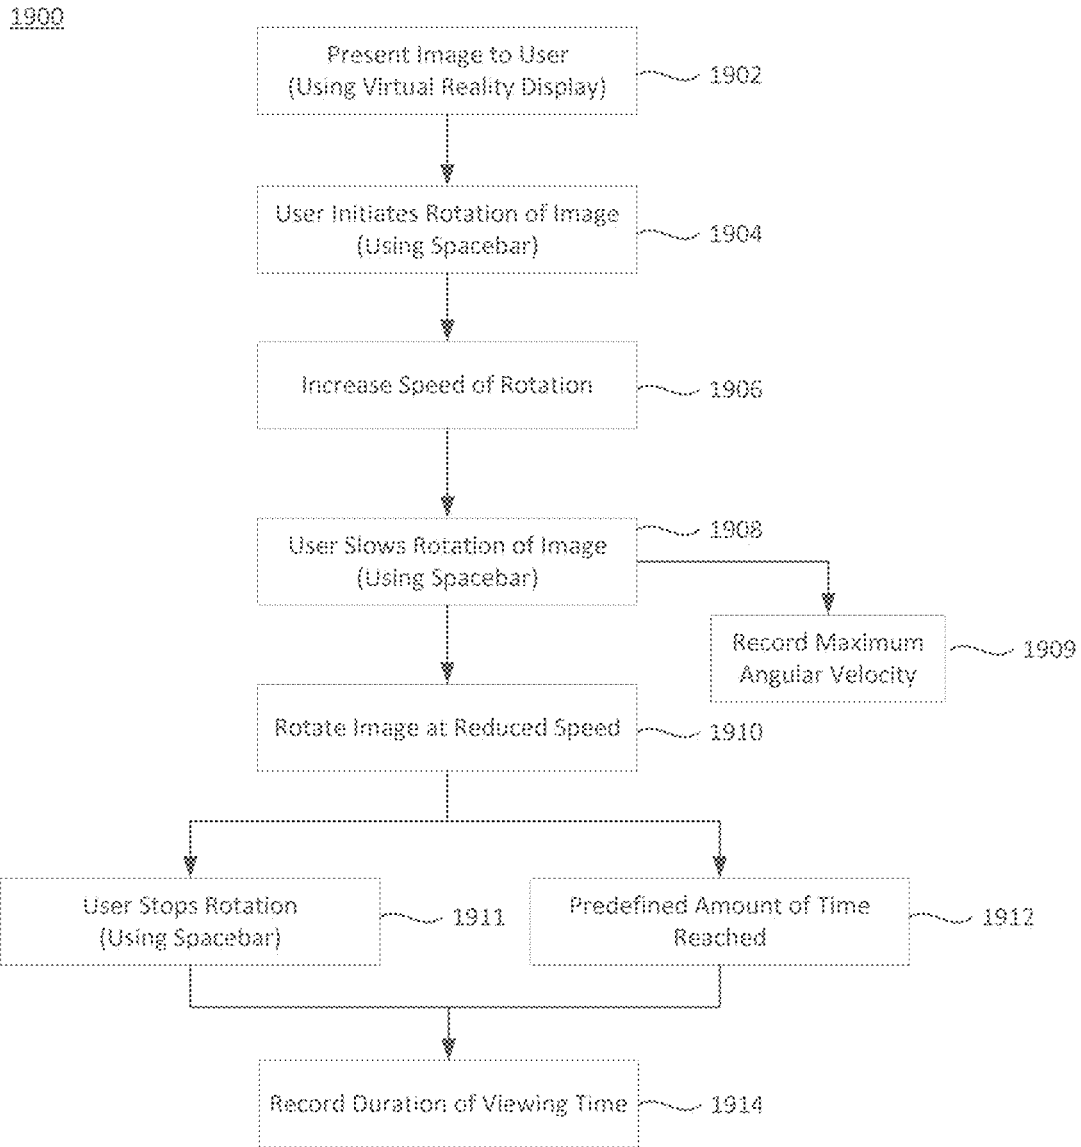 1900
Present Image to User
(Using Virtual Reality Display)
1902
User Initiates Rotation of Image
(Using Spacebar)
1904
Increase Speed of Rotation
1906
User Slows Rotation of Image
(Using Spacebar)
1908
Record Maximum
Angular Velocity
1909
Rotate Image at Reduced Speed
1910
User Stops Rotation
(Using Spacebar)
1911
Predefined Amount of Time
Reached
1912
Record Duration of Viewing Time
1914